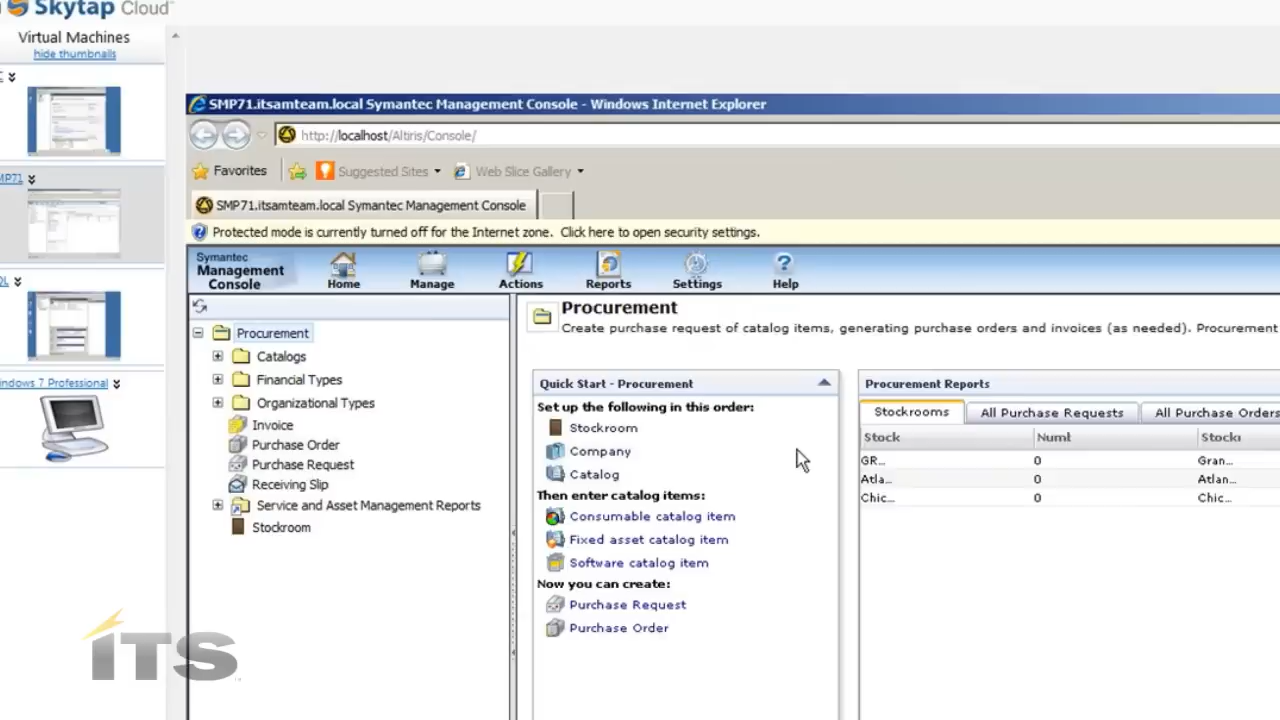 Skytap Cloud
Virtual Machines
hide thumbnails
MP71
Windows 7 Professional
SMP71.itsamteam.local Symantec Management Console - Windows Internet Explorer
http://localhost/Altiris/Console/
Favorites
Suggested Sites
Web Slice Gallery
SMP71.itsamteam.local Symantec Management Console
Protected mode is currently turned off for the Internet zone. Click here to open security settings.
Symantec
Management
Console
Home
Manage
Actions
Reports
Settings
Help
Procurement
Catalogs
Financial Types
Organizational Types
Invoice
Purchase Order
Purchase Request
Receiving Slip
Service and Asset Management Reports
Stockroom
Procurement
Create purchase request of catalog items, generating purchase orders and invoices (as needed). Procurement
Quick Start - Procurement
Set up the following in this order:
Stockroom
Company
Catalog
Then enter catalog items:
Consumable catalog item
Fixed asset catalog item
Software catalog item
Now you can create:
Purchase Request
Purchase Order
Procurement Reports
Stockrooms
All Purchase Requests
All Purchase Orders
Stock
Numl
Stocka
GR... 0 Gran...
Atla... 0 Atlan...
Chic... 0 Chic...
iTS